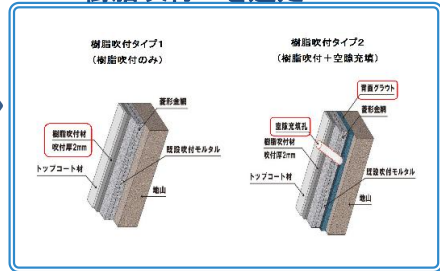 樹脂吹付タイプ1
(樹脂吹付のみ)
菱形金網
樹脂吹付材
吹付厚2mm
トップコート材
既設吹付モルタル
地山
樹脂吹付タイプ2
(樹脂吹付+空隙充填)
背面グラウト
菱形金網
空隙充填孔
樹脂吹付材
吹付厚2mm
トップコート材
既設吹付モルタル
地山